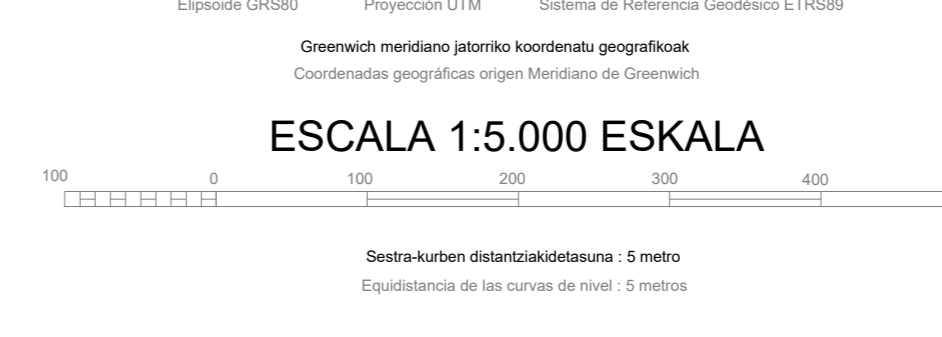 Elipsoide GRS80 Proyección UTM Sistema de Referencia Geodésico ETRS89
Greenwich meridiano jatorriko koordenatu geografikoak
Coordenadas geográficas origen Meridiano de Greenwich
ESCALA 1:5.000 ESKALA
100 0 100 200 300 400
Sestra-kurben distantziakidetasuna : 5 metro
Equidistancia de las curvas de nivel : 5 metros